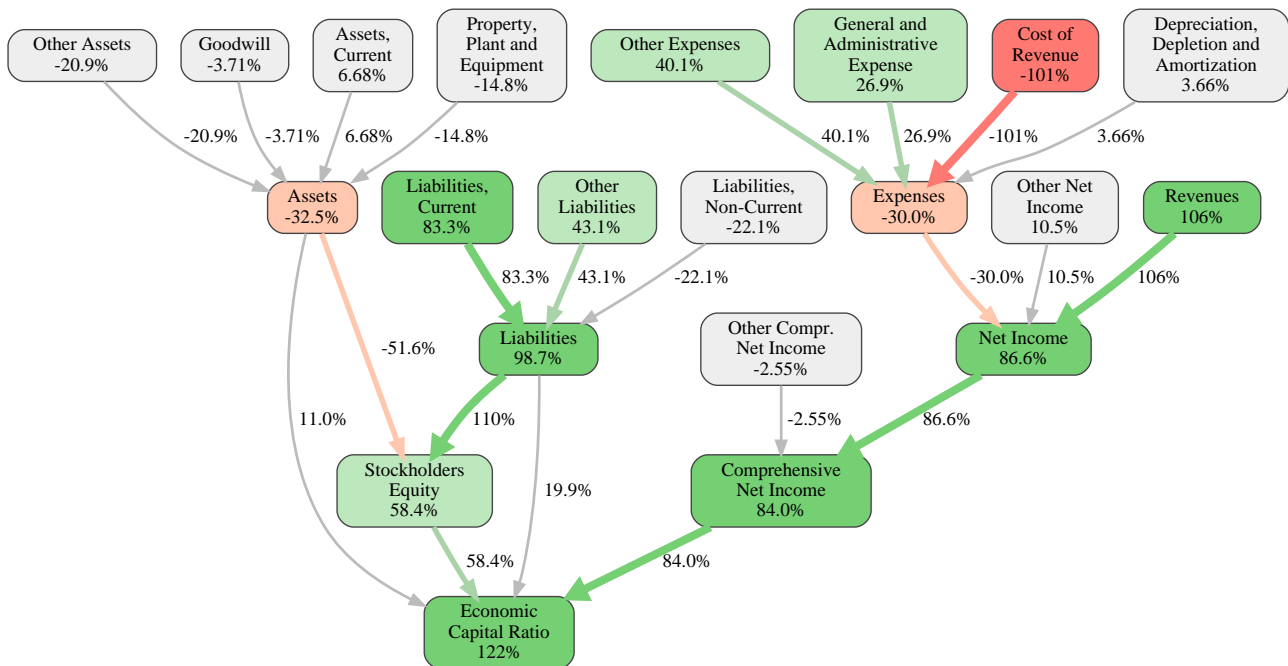 Other Assets
-20.9%
Goodwill
-3.71%
Assets,
Current
6.68%
Property,
Plant and
Equipment
-14.8%
Other Expenses
40.1%
General and
Administrative
Expense
26.9%
Cost of
Revenue
-101%
Depreciation,
Depletion and
Amortization
3.66%
-20.9%
-3.71%
6.68%
-14.8%
40.1%
26.9%
-101%
3.66%
Assets
-32.5%
Liabilities,
Current
83.3%
Other
Liabilities
43.1%
Liabilities,
Non-Current
-22.1%
Expenses
-30.0%
Other Net
Income
10.5%
Revenues
106%
83.3%
43.1%
-22.1%
-30.0%
10.5%
106%
-51.6%
Liabilities
98.7%
Other Compr.
Net Income
-2.55%
Net Income
86.6%
11.0%
110%
-2.55%
86.6%
Stockholders
Equity
58.4%
19.9%
Comprehensive
Net Income
84.0%
58.4%
84.0%
Economic
Capital Ratio
122%